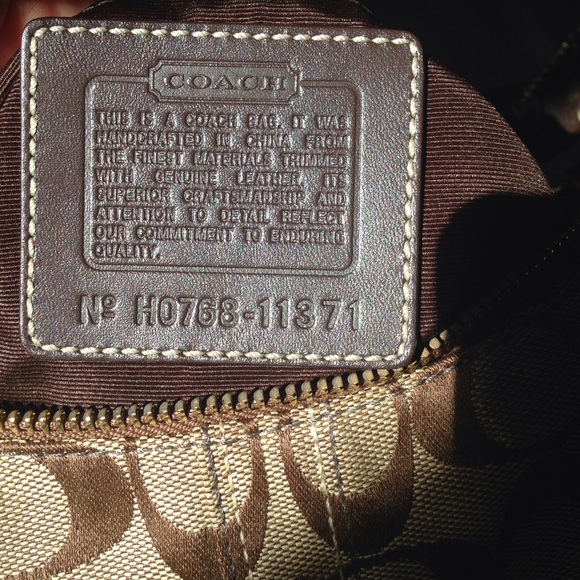 COACH
THIS IS A COACH BAG. IT WAS
HANDCRAFTED IN CHINA FROM
THE FINEST MATERIALS TRIMMED
WITH GENUINE LEATHER. ITS
SUPERIOR CRAFTSMANSHIP AND
ATTENTION TO DETAIL REFLECT
OUR COMMITMENT TO ENDURING
QUALITY.
Nº H0768-11371